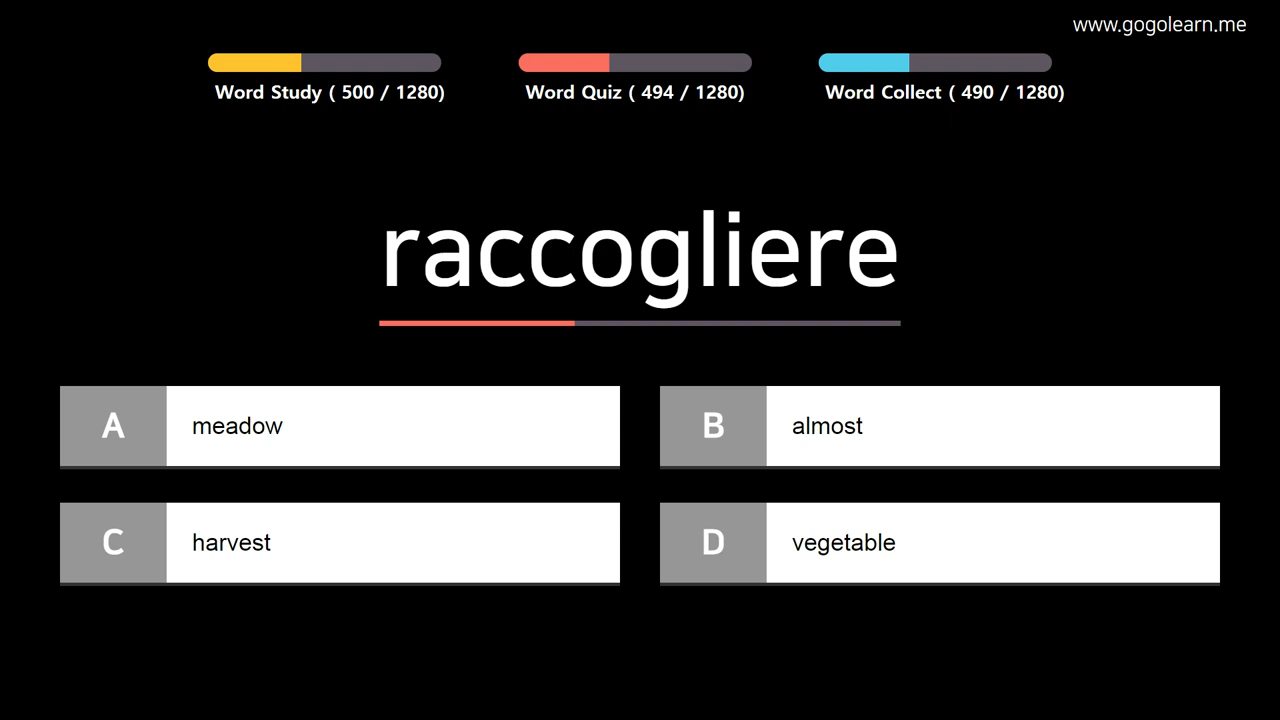 www.gogolearn.me
Word Study ( 500 / 1280)
Word Quiz ( 494 / 1280)
Word Collect ( 490 / 1280)
raccogliere
A meadow
B almost
C harvest
D vegetable